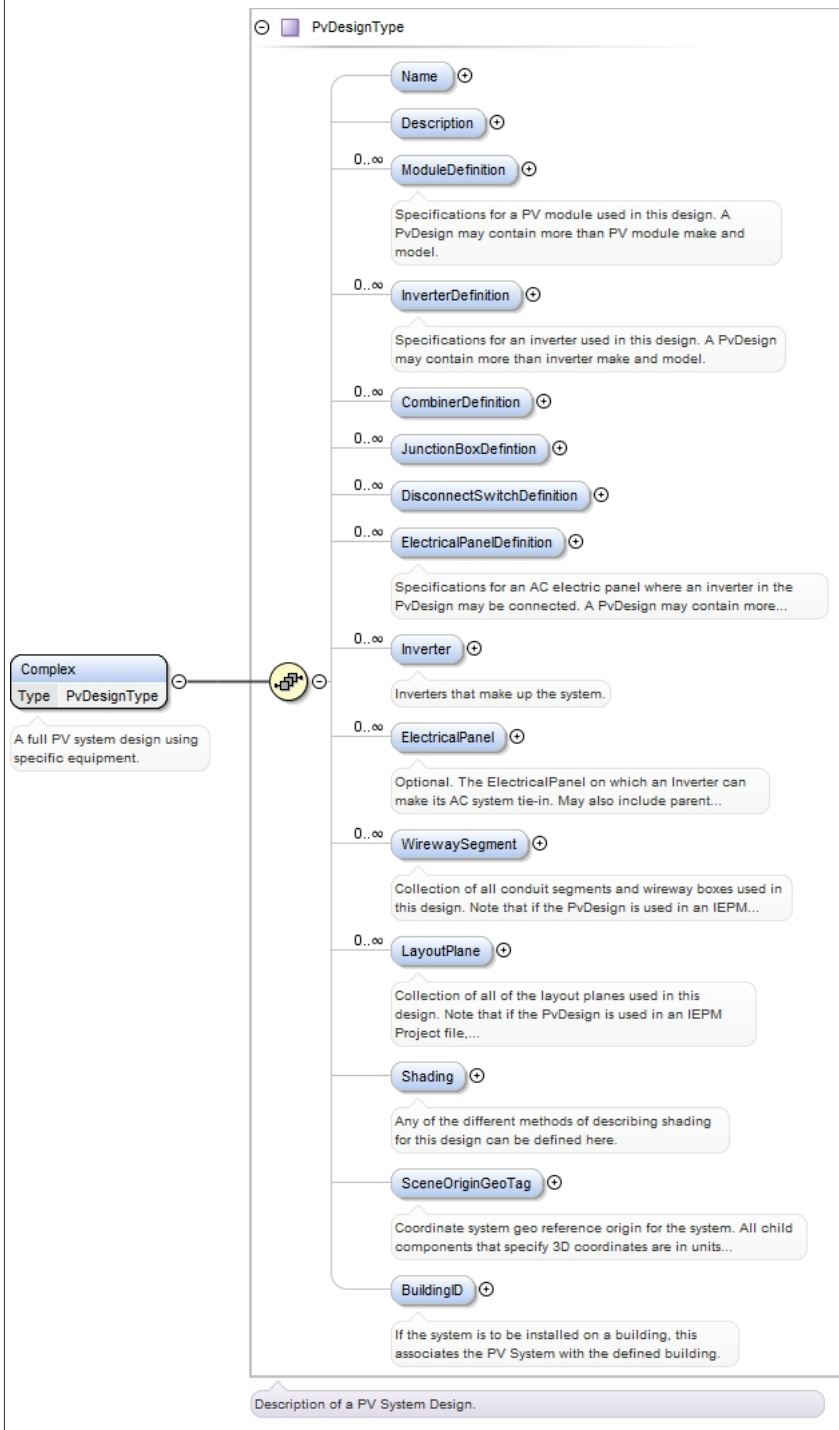 PvDesignType
Name
Description
0..∞
ModuleDefinition
Specifications for a PV module used in this design. A
PvDesign may contain more than PV module make and
model.
0..∞
InverterDefinition
Specifications for an inverter used in this design. A PvDesign
may contain more than inverter make and model.
0..∞
CombinerDefinition
0..∞
JunctionBoxDefintion
0..∞
DisconnectSwitchDefinition
0..∞
ElectricalPanelDefinition
Specifications for an AC electric panel where an inverter in the
PvDesign may be connected. A PvDesign may contain more...
0..∞
Inverter
Inverters that make up the system.
Complex
Type PvDesignType
A full PV system design using
specific equipment.
0..∞
ElectricalPanel
Optional. The ElectricalPanel on which an Inverter can
make its AC system tie-in. May also include parent...
0..∞
WirewaySegment
Collection of all conduit segments and wireway boxes used in
this design. Note that if the PvDesign is used in an IEPM...
0..∞
LayoutPlane
Collection of all of the layout planes used in this
design. Note that if the PvDesign is used in an IEPM
Project file,...
Shading
Any of the different methods of describing shading
for this design can be defined here.
SceneOriginGeoTag
Coordinate system geo reference origin for the system. All child
components that specify 3D coordinates are in units...
BuildingID
If the system is to be installed on a building, this
associates the PV System with the defined building.
Description of a PV System Design.